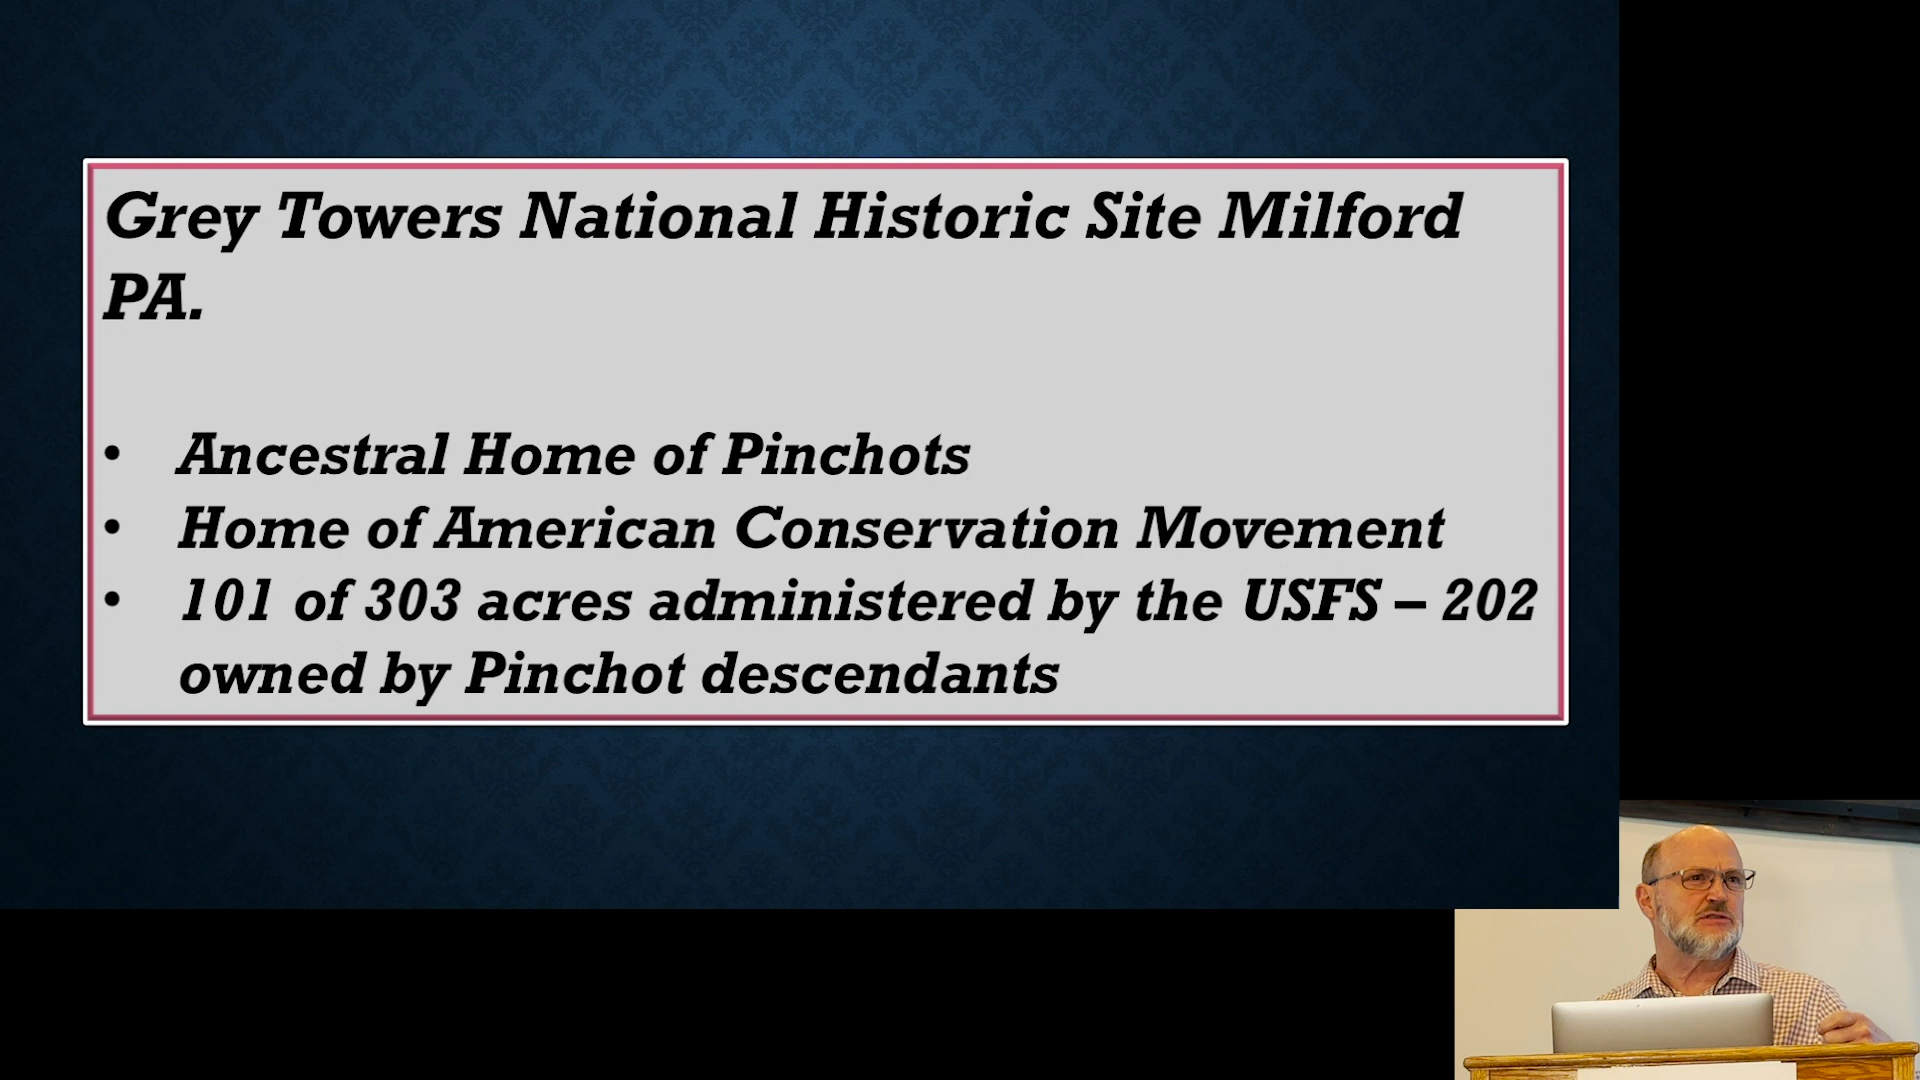 Grey Towers National Historic Site Milford
PA.
• Ancestral Home of Pinchots
• Home of American Conservation Movement
• 101 of 303 acres administered by the USFS – 202
owned by Pinchot descendants